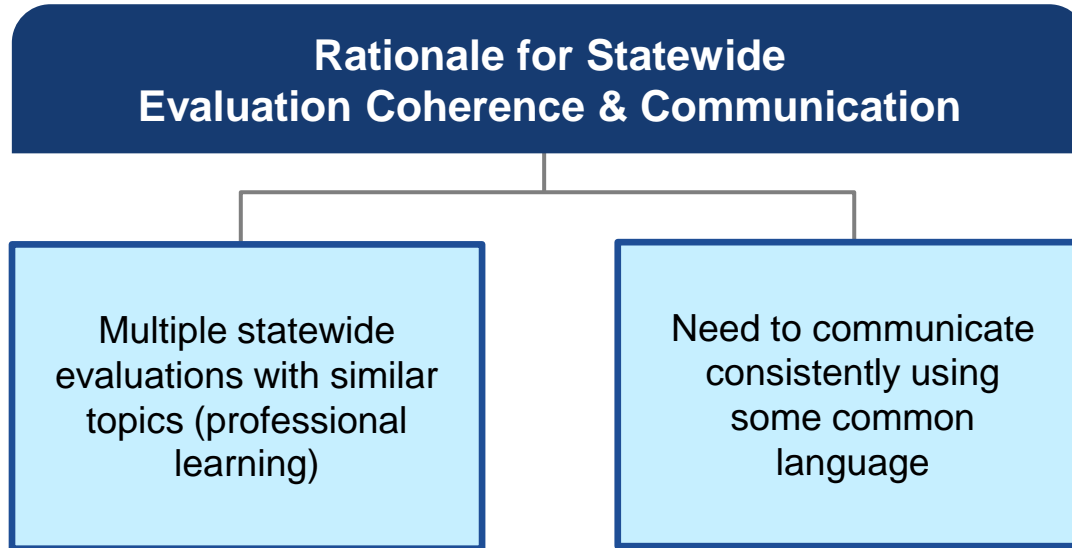 Rationale for Statewide
Evaluation Coherence & Communication
Multiple statewide
evaluations with similar
topics (professional
learning)
Need to communicate
consistently using
some common
language